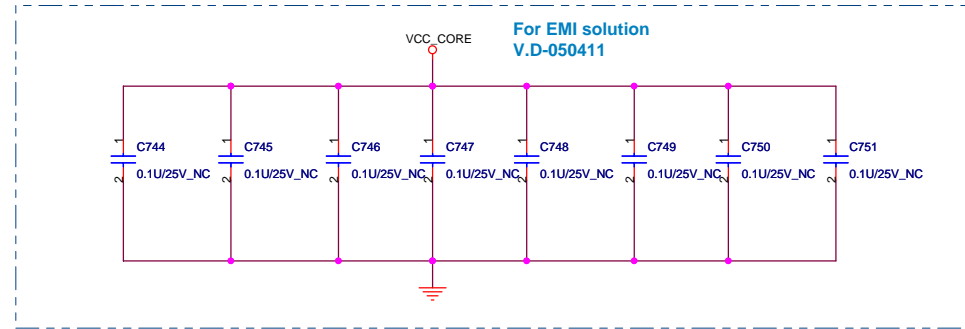 For EMI solution
V.D-050411
VCC_CORE
1 1 1 1 1 1 1 1
C744 C745 C746 C747 C748 C749 C750 C751
0.1U/25V_NC 0.1U/25V_NC 0.1U/25V_NC 0.1U/25V_NC 0.1U/25V_NC 0.1U/25V_NC 0.1U/25V_NC 0.1U/25V_NC
2 2 2 2 2 2 2 2